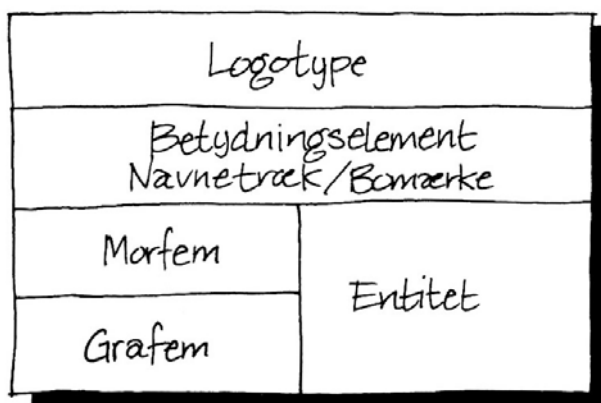 Logotype
Betydningselement
Navnetræk/Bomærke
Morfem
Entitet
Grafem